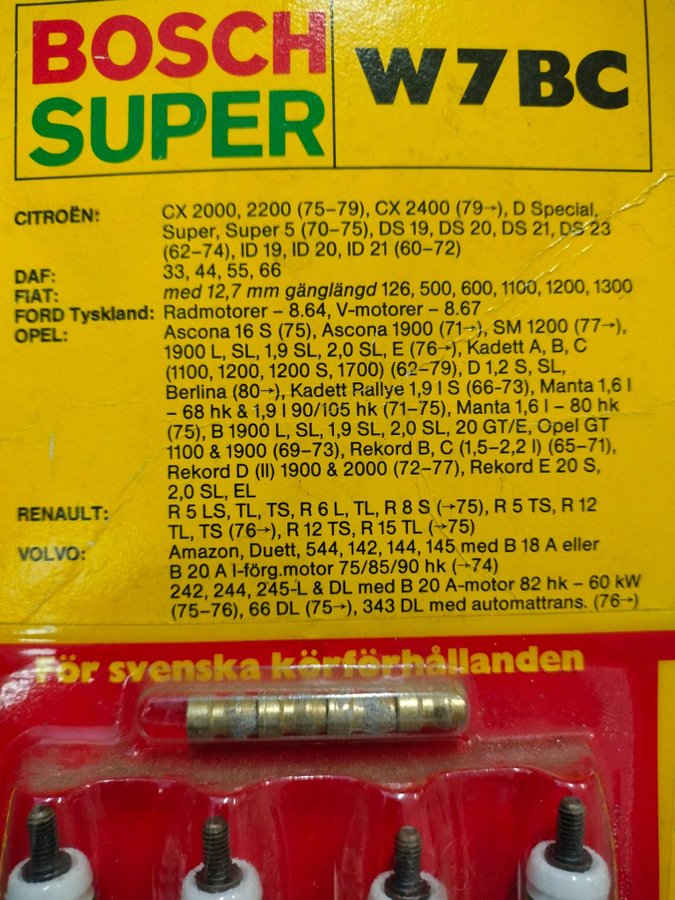 BOSCH
SUPER
W7BC
CITROËN: CX 2000, 2200 (75–79), CX 2400 (79→), D Special,
Super, Super 5 (70–75), DS 19, DS 20, DS 21, DS 23
(62–74), ID 19, ID 20, ID 21 (60–72)
DAF: 33, 44, 55, 66
FIAT: med 12,7 mm gänglängd 126, 500, 600, 1100, 1200, 1300
FORD Tyskland: Radmotorer – 8.64, V-motorer – 8.67
OPEL: Ascona 16 S (75), Ascona 1900 (71→), SM 1200 (77→),
1900 L, SL, 1,9 SL, 2,0 SL, E (76→), Kadett A, B, C
(1100, 1200, 1200 S, 1700) (62–79), D 1,2 S, SL,
Berlina (80→), Kadett Rallye 1,9 l S (66-73), Manta 1,6 l
– 68 hk & 1,9 l 90/105 hk (71–75), Manta 1,6 l – 80 hk
(75), B 1900 L, SL, 1,9 SL, 2,0 SL, 20 GT/E, Opel GT
1100 & 1900 (69–73), Rekord B, C (1,5–2,2 l) (65–71),
Rekord D (II) 1900 & 2000 (72–77), Rekord E 20 S,
2,0 SL, EL
RENAULT: R 5 LS, TL, TS, R 6 L, TL, R 8 S (→75), R 5 TS, R 12
TL, TS (76→), R 12 TS, R 15 TL (→75)
VOLVO: Amazon, Duett, 544, 142, 144, 145 med B 18 A eller
B 20 A I-förg.motor 75/85/90 hk (→74)
242, 244, 245-L & DL med B 20 A-motor 82 hk – 60 kW
(75–76), 66 DL (75→), 343 DL med automattrans. (76→)
För svenska körförhållanden